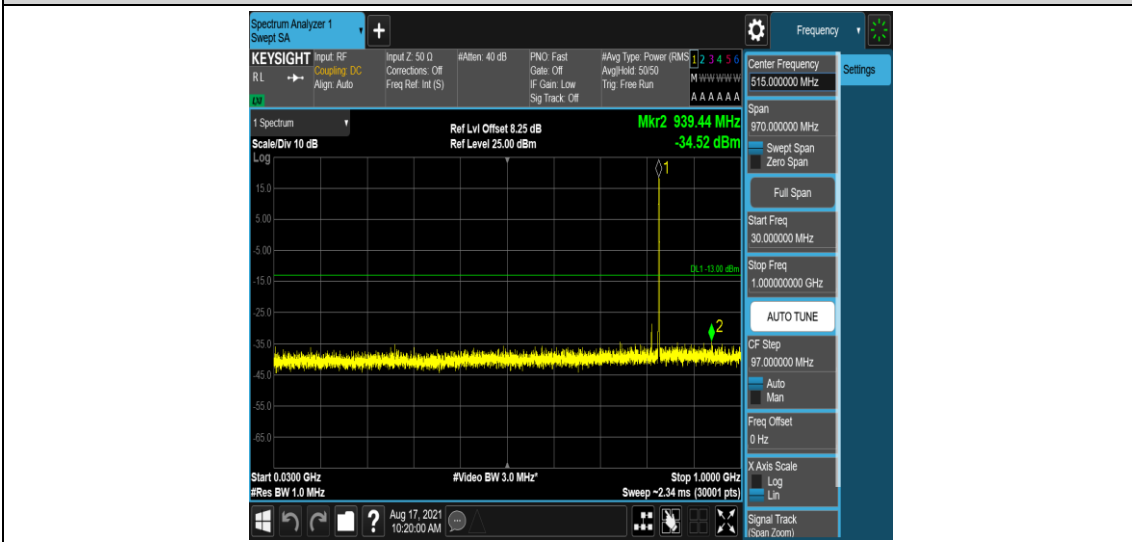 Spectrum Analyzer 1
Swept SA
+
Frequency
KEYSIGHT
RL
LXI
Input: RF
Coupling: DC
Align: Auto
Input Z: 50 Ω
Corrections: Off
Freq Ref: Int (S)
#Atten: 40 dB
PNO: Fast
Gate: Off
IF Gain: Low
Sig Track: Off
#Avg Type: Power (RMS
Avg|Hold: 50/50
Trig: Free Run
1 2 3 4 5 6
M W W W W W
A A A A A A
1 Spectrum
Scale/Div 10 dB
Log
Ref Lvl Offset 8.25 dB
Ref Level 25.00 dBm
Mkr2 939.44 MHz
-34.52 dBm
1
15.0
5.00
-5.00
DL1 -13.00 dBm
-15.0
-25.0
2
-35.0
-45.0
-55.0
-65.0
Start 0.0300 GHz
#Res BW 1.0 MHz
#Video BW 3.0 MHz*
Stop 1.0000 GHz
Sweep ~2.34 ms (30001 pts)
Center Frequency
515.000000 MHz
Settings
Span
970.000000 MHz
Swept Span
Zero Span
Full Span
Start Freq
30.000000 MHz
Stop Freq
1.000000000 GHz
AUTO TUNE
CF Step
97.000000 MHz
Auto
Man
Freq Offset
0 Hz
X Axis Scale
Log
Lin
Signal Track
(Span Zoom)
?
Aug 17, 2021
10:20:00 AM